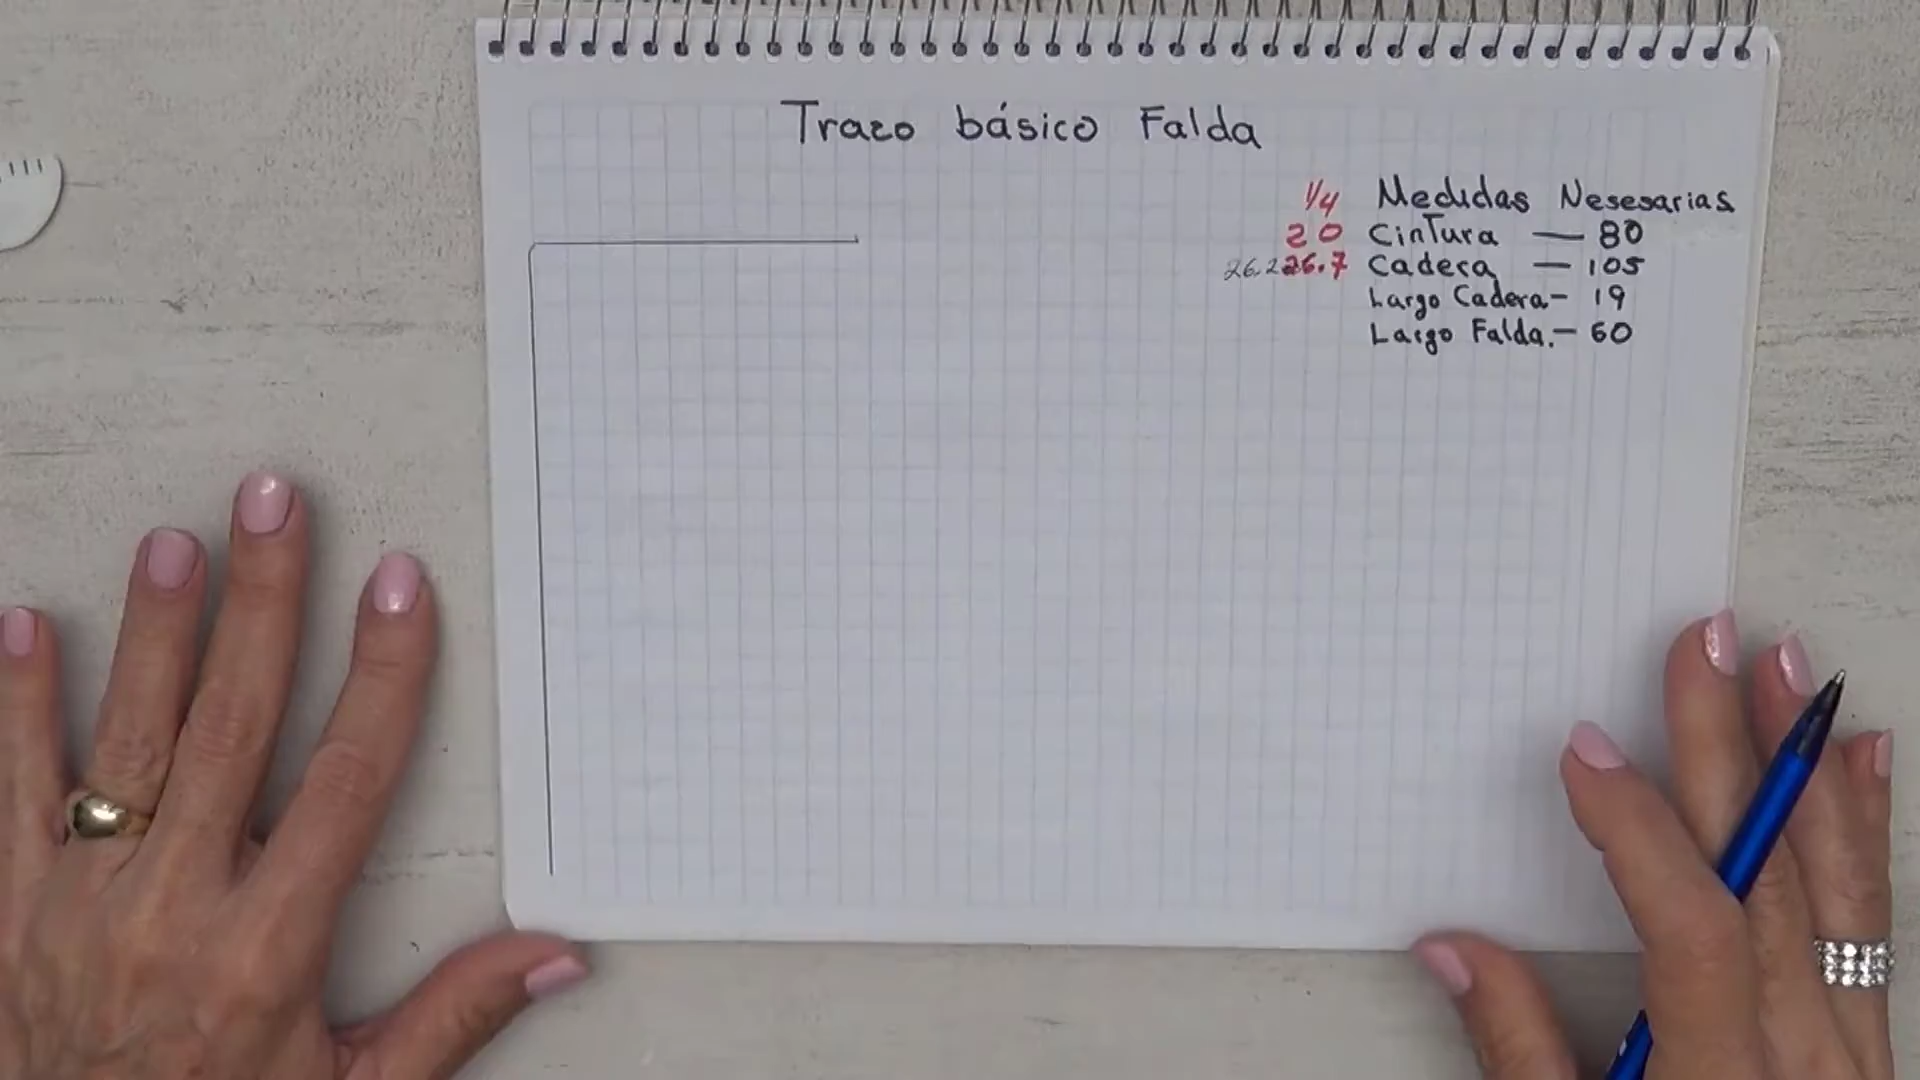 Trazo básico Falda
1/4 Medidas Nesesarias
20 Cintura — 80
26.2 26.7 Cadera — 105
Largo Cadera - 19
Largo Falda. - 60